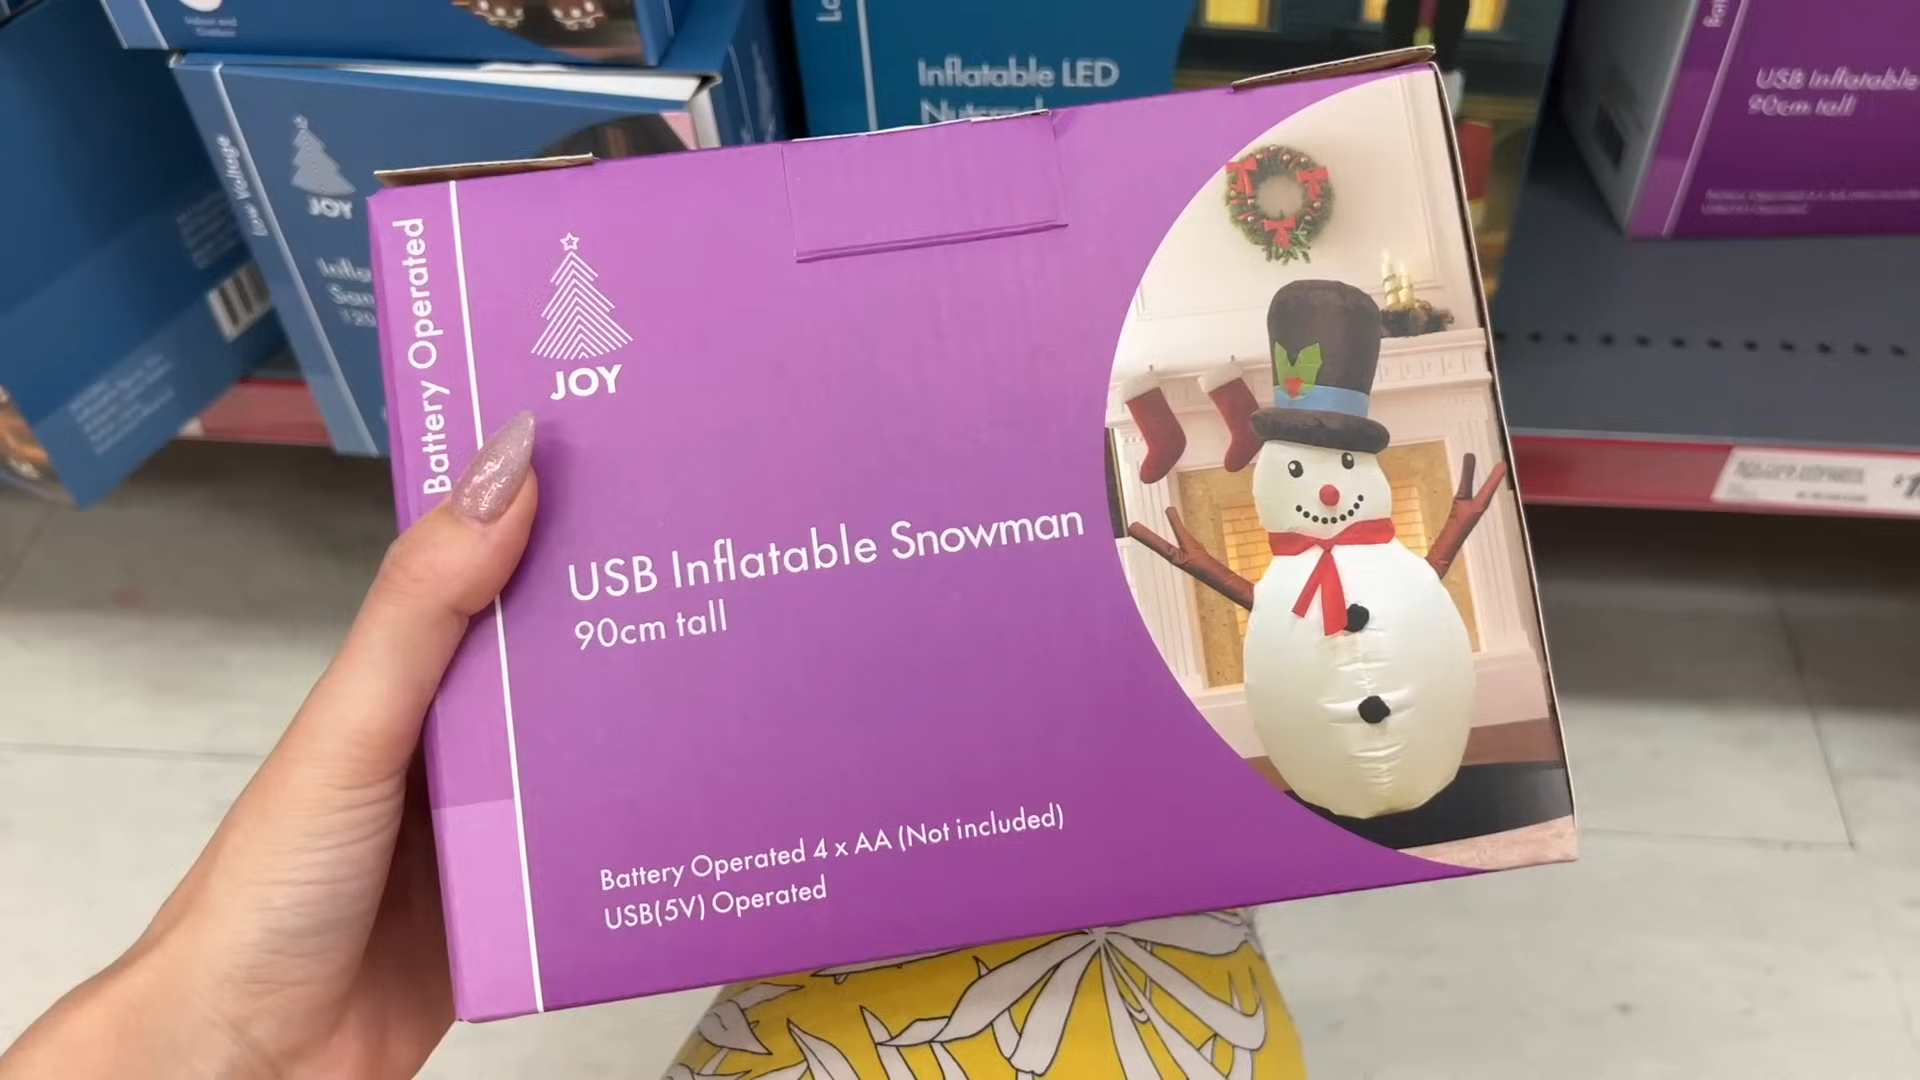 Battery Operated
JOY
USB Inflatable Snowman
90cm tall
Battery Operated 4 x AA (Not included)
USB(5V) Operated
Inflatable LED
JOY
Low Voltage
USB Inflatable
90cm tall